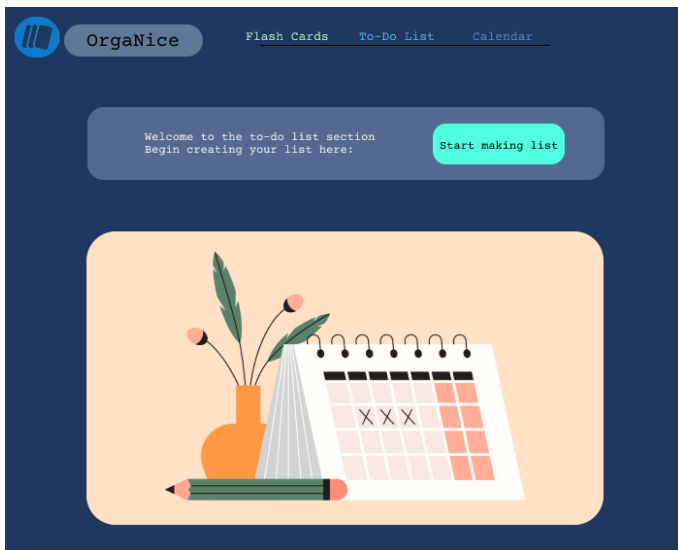 OrgaNice
Flash Cards
To-Do List
Calendar
Welcome to the to-do list section
Begin creating your list here:
Start making list